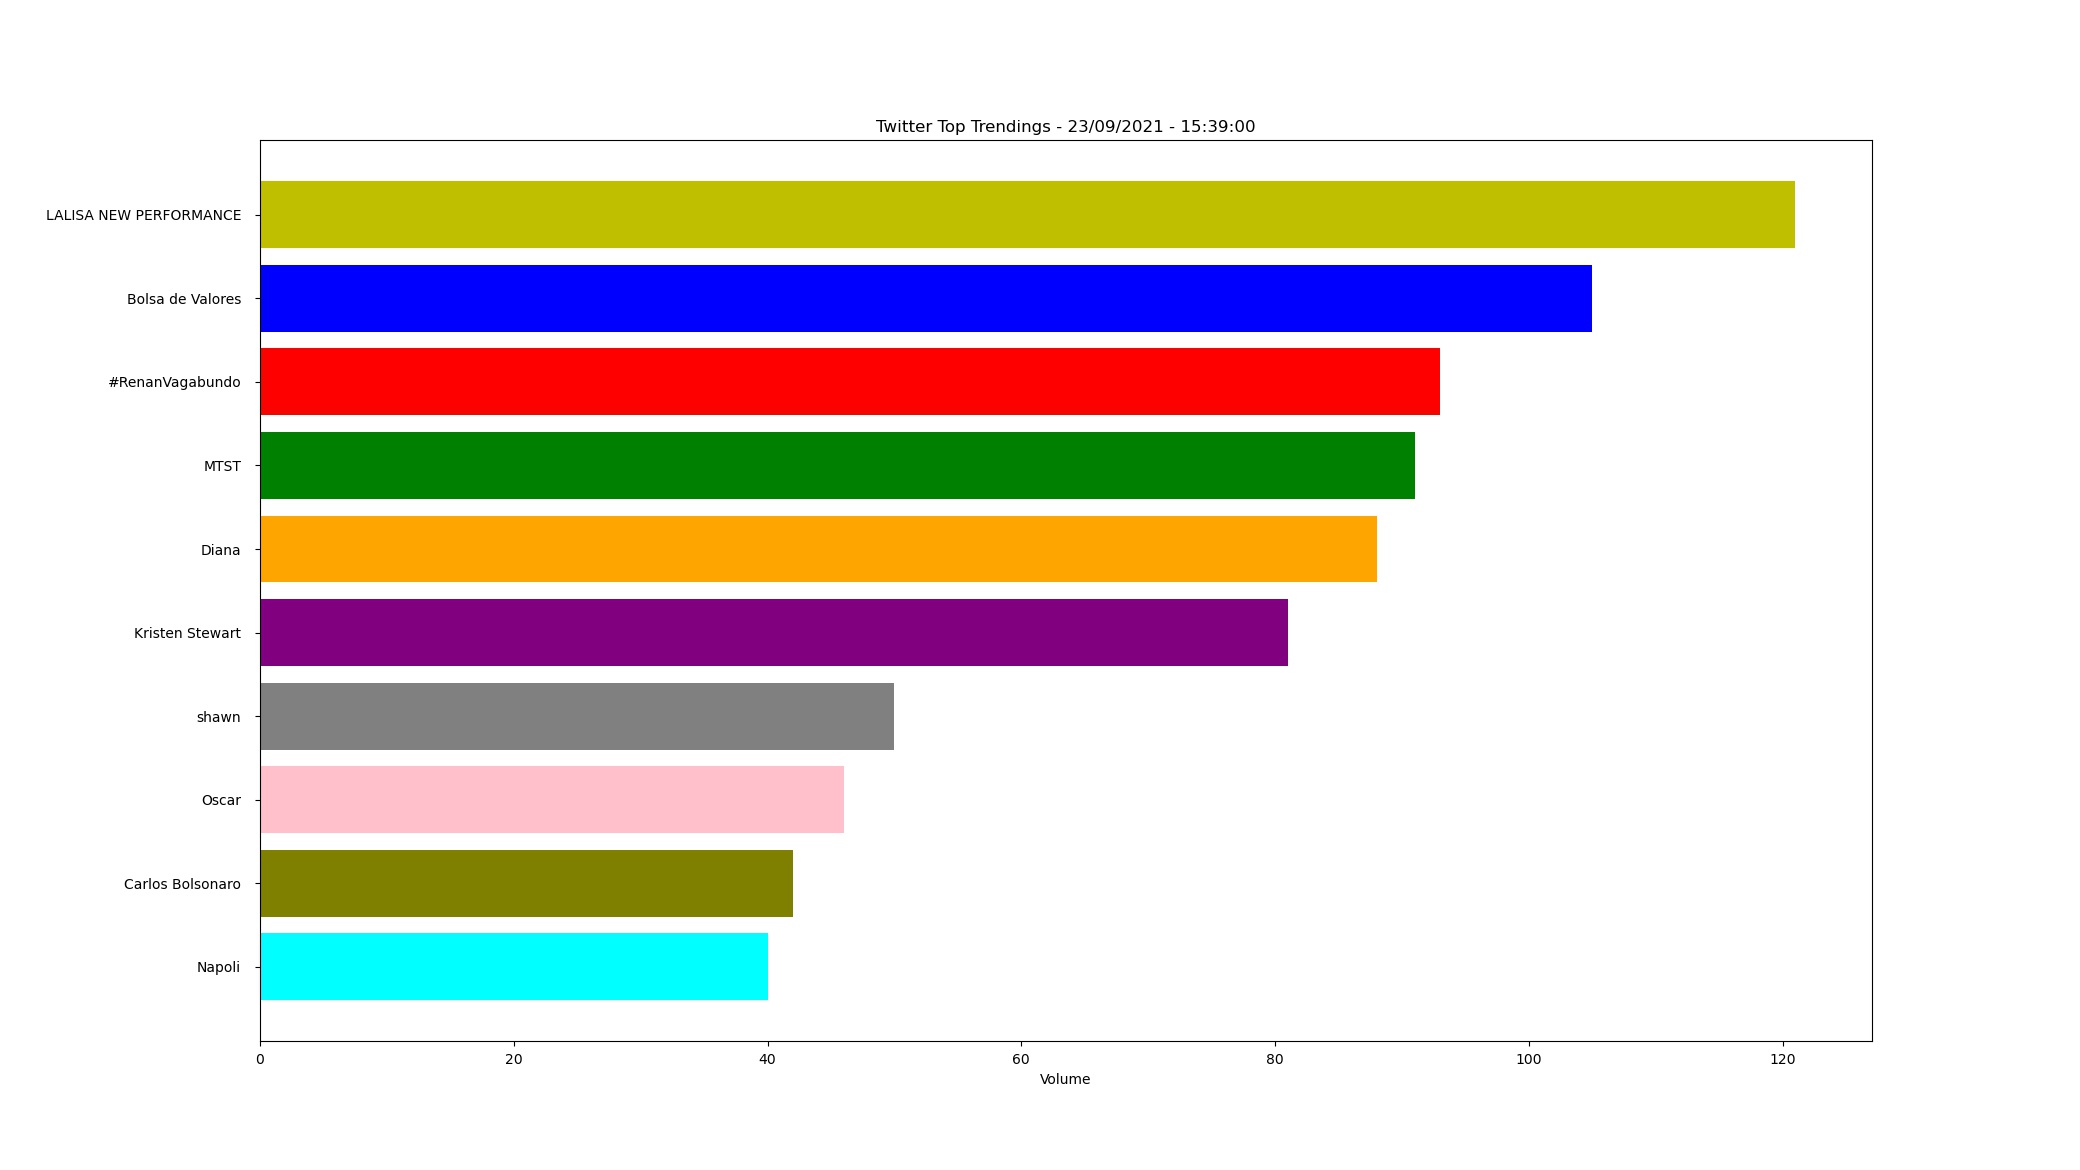 Twitter Top Trendings - 23/09/2021 - 15:39:00
LALISA NEW PERFORMANCE
Bolsa de Valores
#RenanVagabundo
MTST
Diana
Kristen Stewart
shawn
Oscar
Carlos Bolsonaro
Napoli
0 20 40 60 80 100 120
Volume